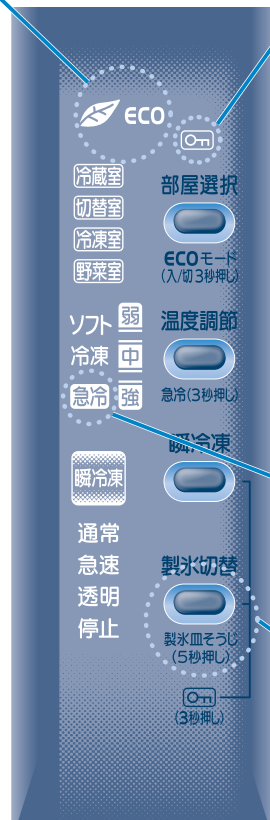 ECO
冷蔵室
部屋選択
切替室
冷凍室
ECOモード
(入/切3秒押し)
野菜室
ソフト 弱
温度調節
冷凍 中
急冷 強
急冷(3秒押し)
瞬冷凍
瞬冷凍
通常
急速
製氷切替
透明
停止
製氷皿そうじ
(5秒押し)
(3秒押し)